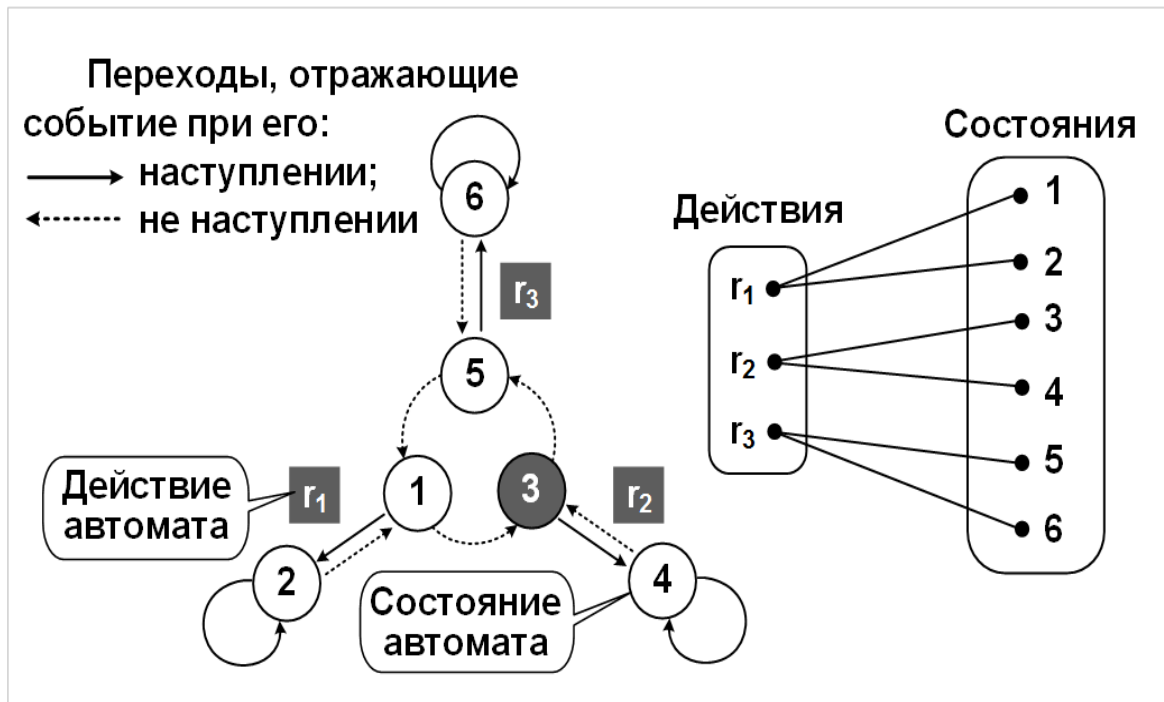 Переходы, отражающие
событие при его:
наступлении;
не наступлении
6
r3
5
Действие
автомата
r1
1
3
r2
2
4
Состояние
автомата
Действия
r1
r2
r3
Состояния
1
2
3
4
5
6